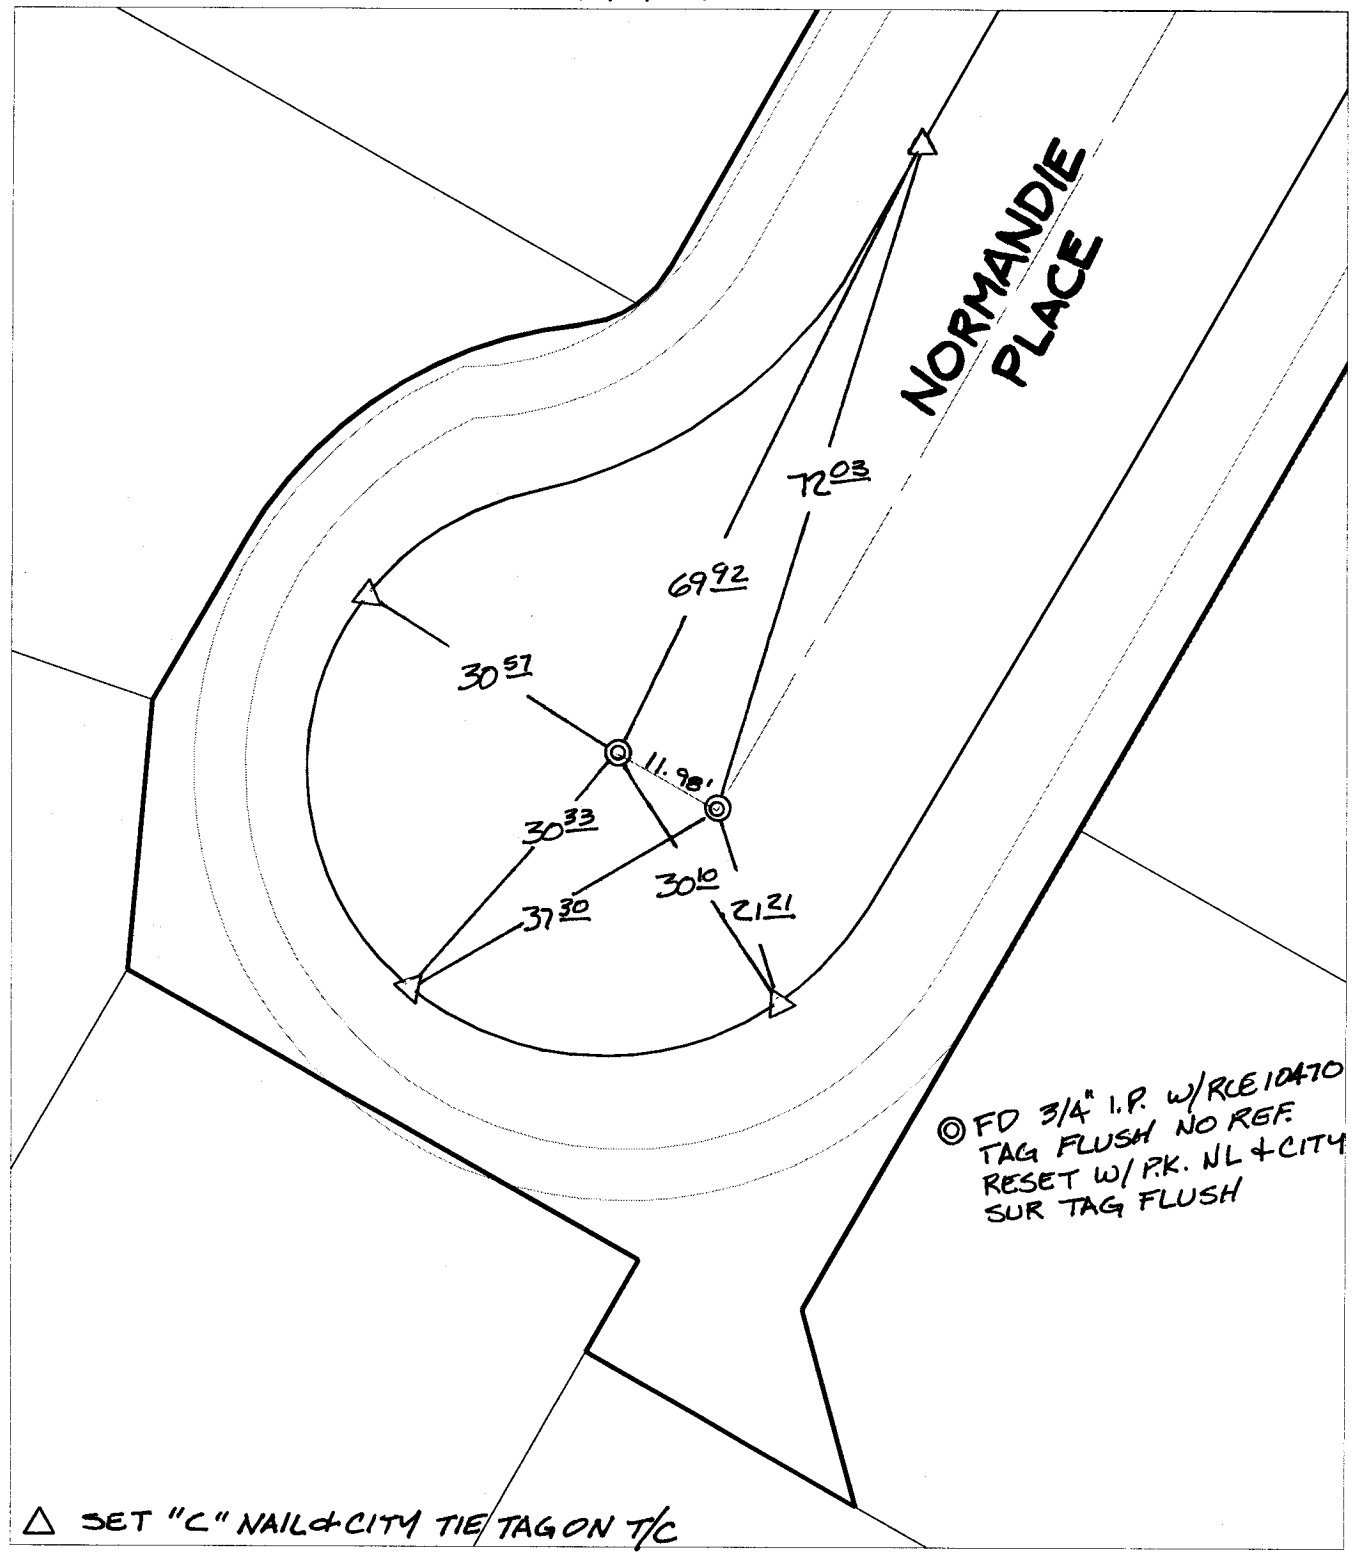 NORMANDIE
PLACE
72 03
69 92
30 57
11.98'
30 33
30 10
37 30
21 21
FD 3/4" I.P. W/RCE 10470
TAG FLUSH NO REF.
RESET W/ P.K. NL & CITY
SUR TAG FLUSH
SET "C" NAIL & CITY TIE TAG ON T/C